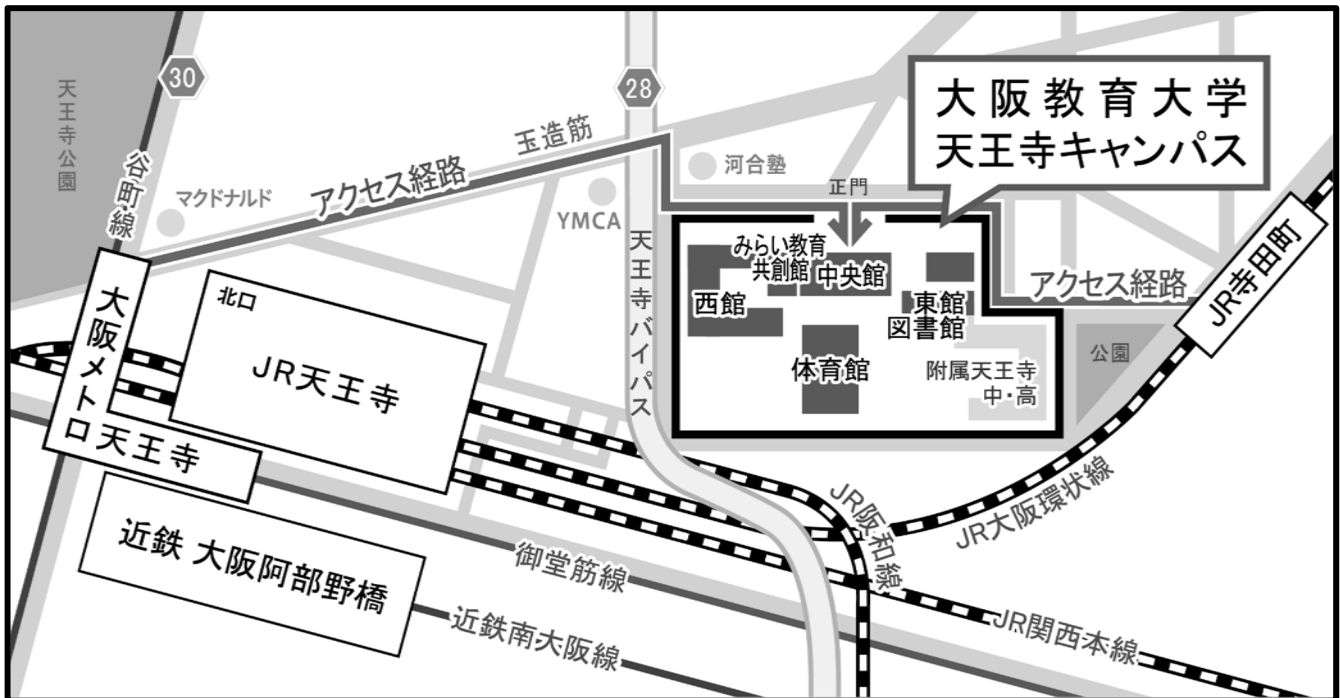 30
28
大阪教育大学
天王寺キャンパス
天王寺公園
谷町線
マクドナルド
アクセス経路
玉造筋
YMCA
河合塾
正門
天王寺バイパス
みらい教育
共創館
中央館
西館
東館
図書館
体育館
附属天王寺
中・高
公園
アクセス経路
JR寺田町
北口
JR天王寺
大阪メトロ
天王寺
近鉄 大阪阿部野橋
御堂筋線
近鉄南大阪線
JR阪和線
JR大阪環状線
JR関西本線